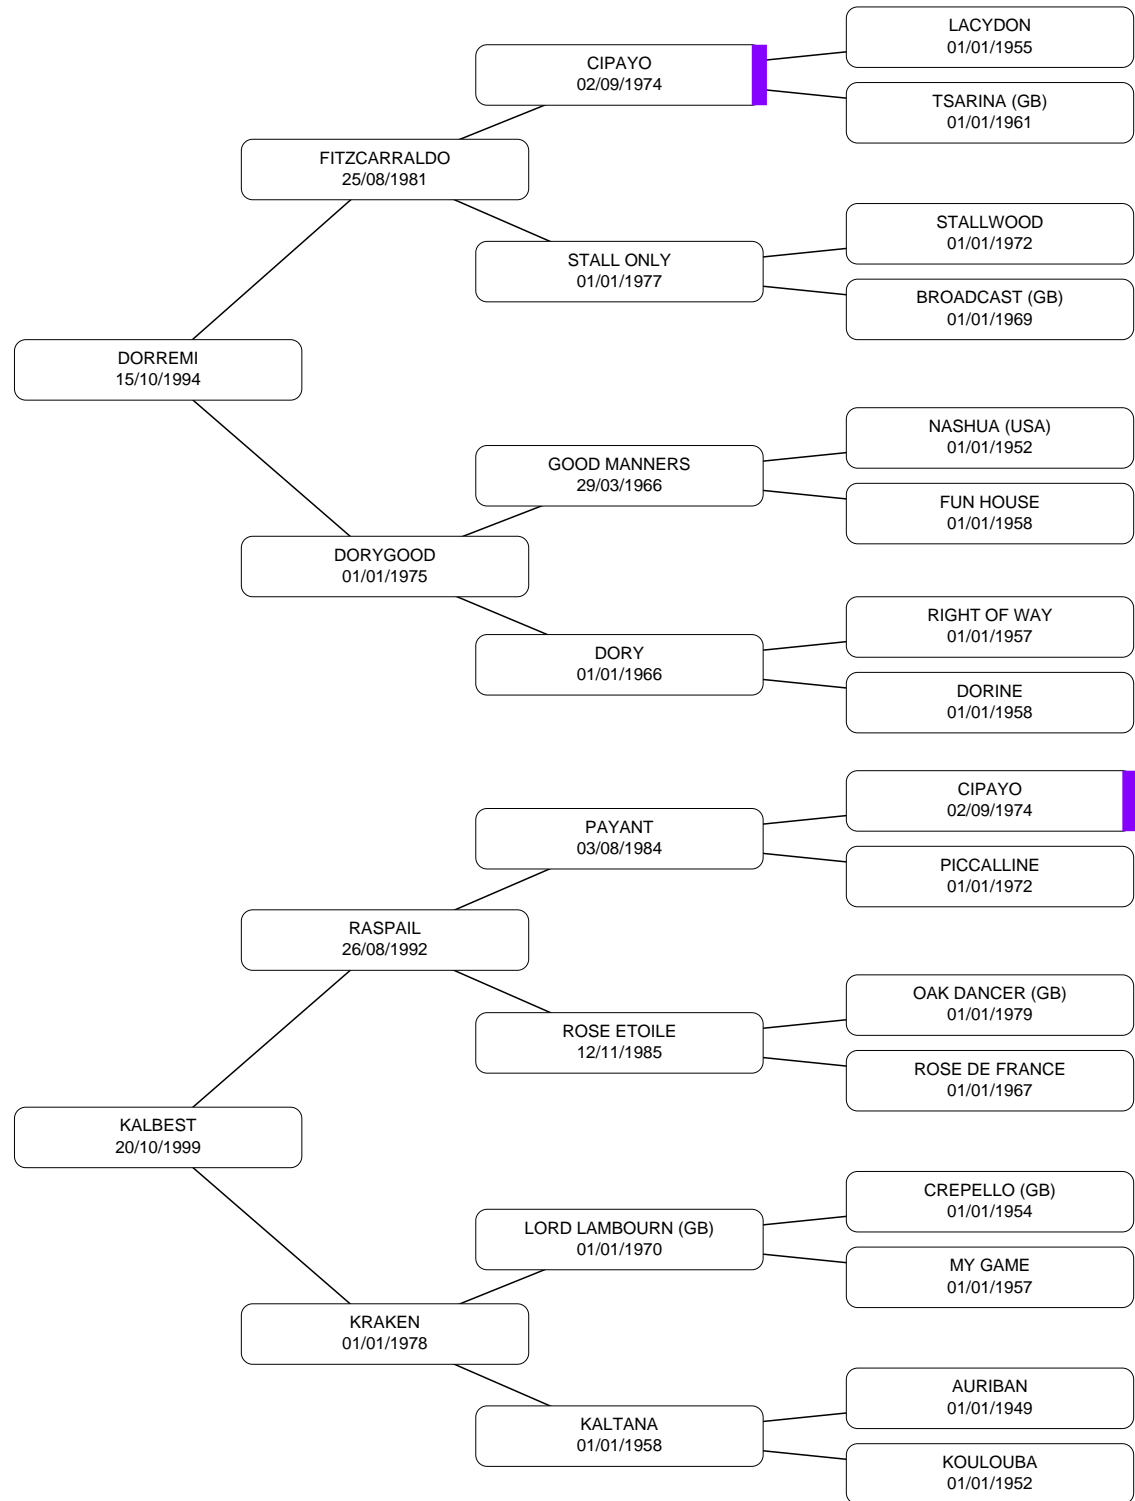 LACYDON
01/01/1955
CIPAYO
02/09/1974
TSARINA (GB)
01/01/1961
FITZCARRALDO
25/08/1981
STALLWOOD
01/01/1972
STALL ONLY
01/01/1977
BROADCAST (GB)
01/01/1969
DORREMI
15/10/1994
NASHUA (USA)
01/01/1952
GOOD MANNERS
29/03/1966
FUN HOUSE
01/01/1958
DORYGOOD
01/01/1975
RIGHT OF WAY
01/01/1957
DORY
01/01/1966
DORINE
01/01/1958
CIPAYO
02/09/1974
PAYANT
03/08/1984
PICCALLINE
01/01/1972
RASPAIL
26/08/1992
OAK DANCER (GB)
01/01/1979
ROSE ETOILE
12/11/1985
ROSE DE FRANCE
01/01/1967
KALBEST
20/10/1999
CREPELLO (GB)
01/01/1954
LORD LAMBOURN (GB)
01/01/1970
MY GAME
01/01/1957
KRAKEN
01/01/1978
AURIBAN
01/01/1949
KALTANA
01/01/1958
KOULOUBA
01/01/1952